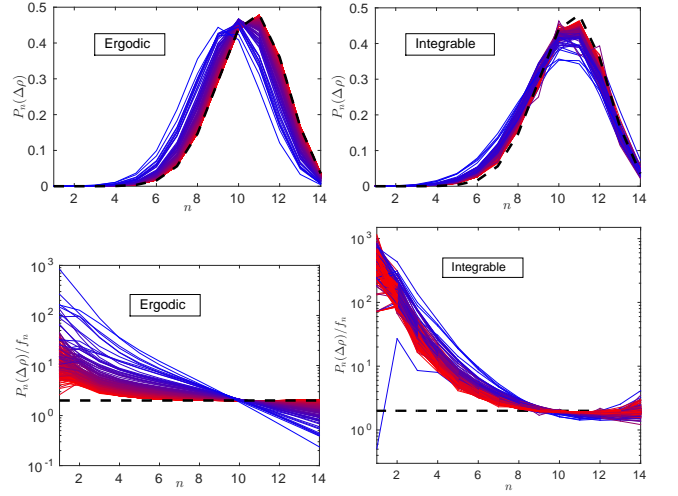 0.5
0.4
0.3
0.2
0.1
0
P_n(Δρ)
Ergodic
2 4 6 8 10 12 14
n
0.5
0.4
0.3
0.2
0.1
0
P_n(Δρ)
Integrable
2 4 6 8 10 12 14
n
10^3
10^2
10^1
10^0
10^-1
P_n(Δρ)/f_n
Ergodic
2 4 6 8 10 12 14
n
10^3
10^2
10^1
10^0
P_n(Δρ)/f_n
Integrable
2 4 6 8 10 12 14
n